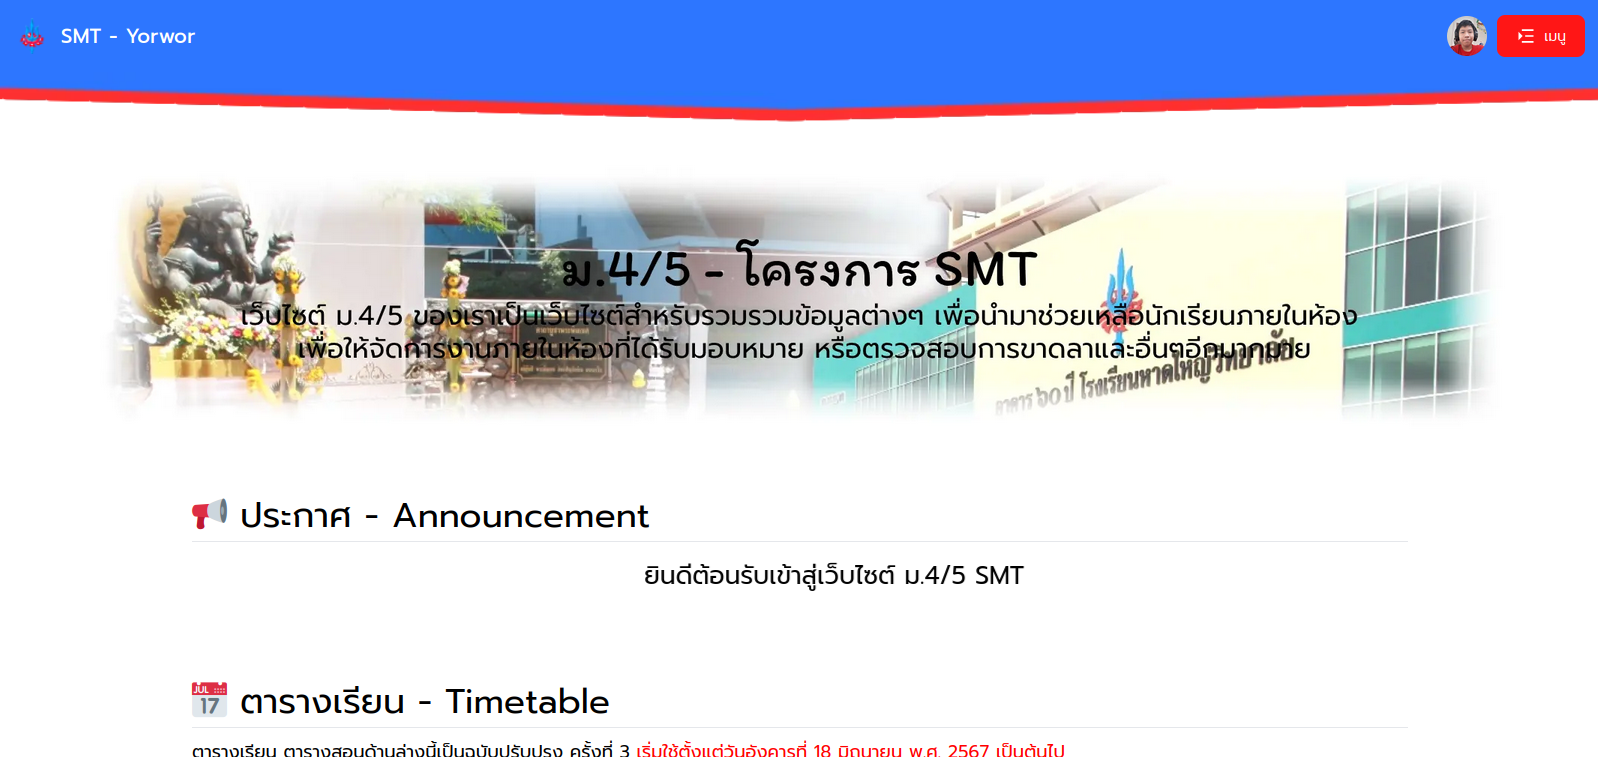 SMT - Yorwor
เมนู
ม.4/5 - โครงการ SMT
เว็บไซต์ ม.4/5 ของเราเป็นเว็บไซต์สำหรับรวมรวมข้อมูลต่างๆ เพื่อนำมาช่วยเหลือนักเรียนภายในห้อง
เพื่อให้จัดการงานภายในห้องที่ได้รับมอบหมาย หรือตรวจสอบการขาดลาและอื่นๆอีกมากมาย
อาคาร ๖๐ ปี โรงเรียนหาดใหญ่วิทยาลัย
ประกาศ - Announcement
ยินดีต้อนรับเข้าสู่เว็บไซต์ ม.4/5 SMT
JUL
17
ตารางเรียน - Timetable
ตารางเรียน ตารางสอนด้านล่างนี้เป็นฉบับปรับปรุง ครั้งที่ 3 เริ่มใช้ตั้งแต่วันอังคารที่ 18 มิถุนายน พ.ศ. 2567 เป็นต้นไป